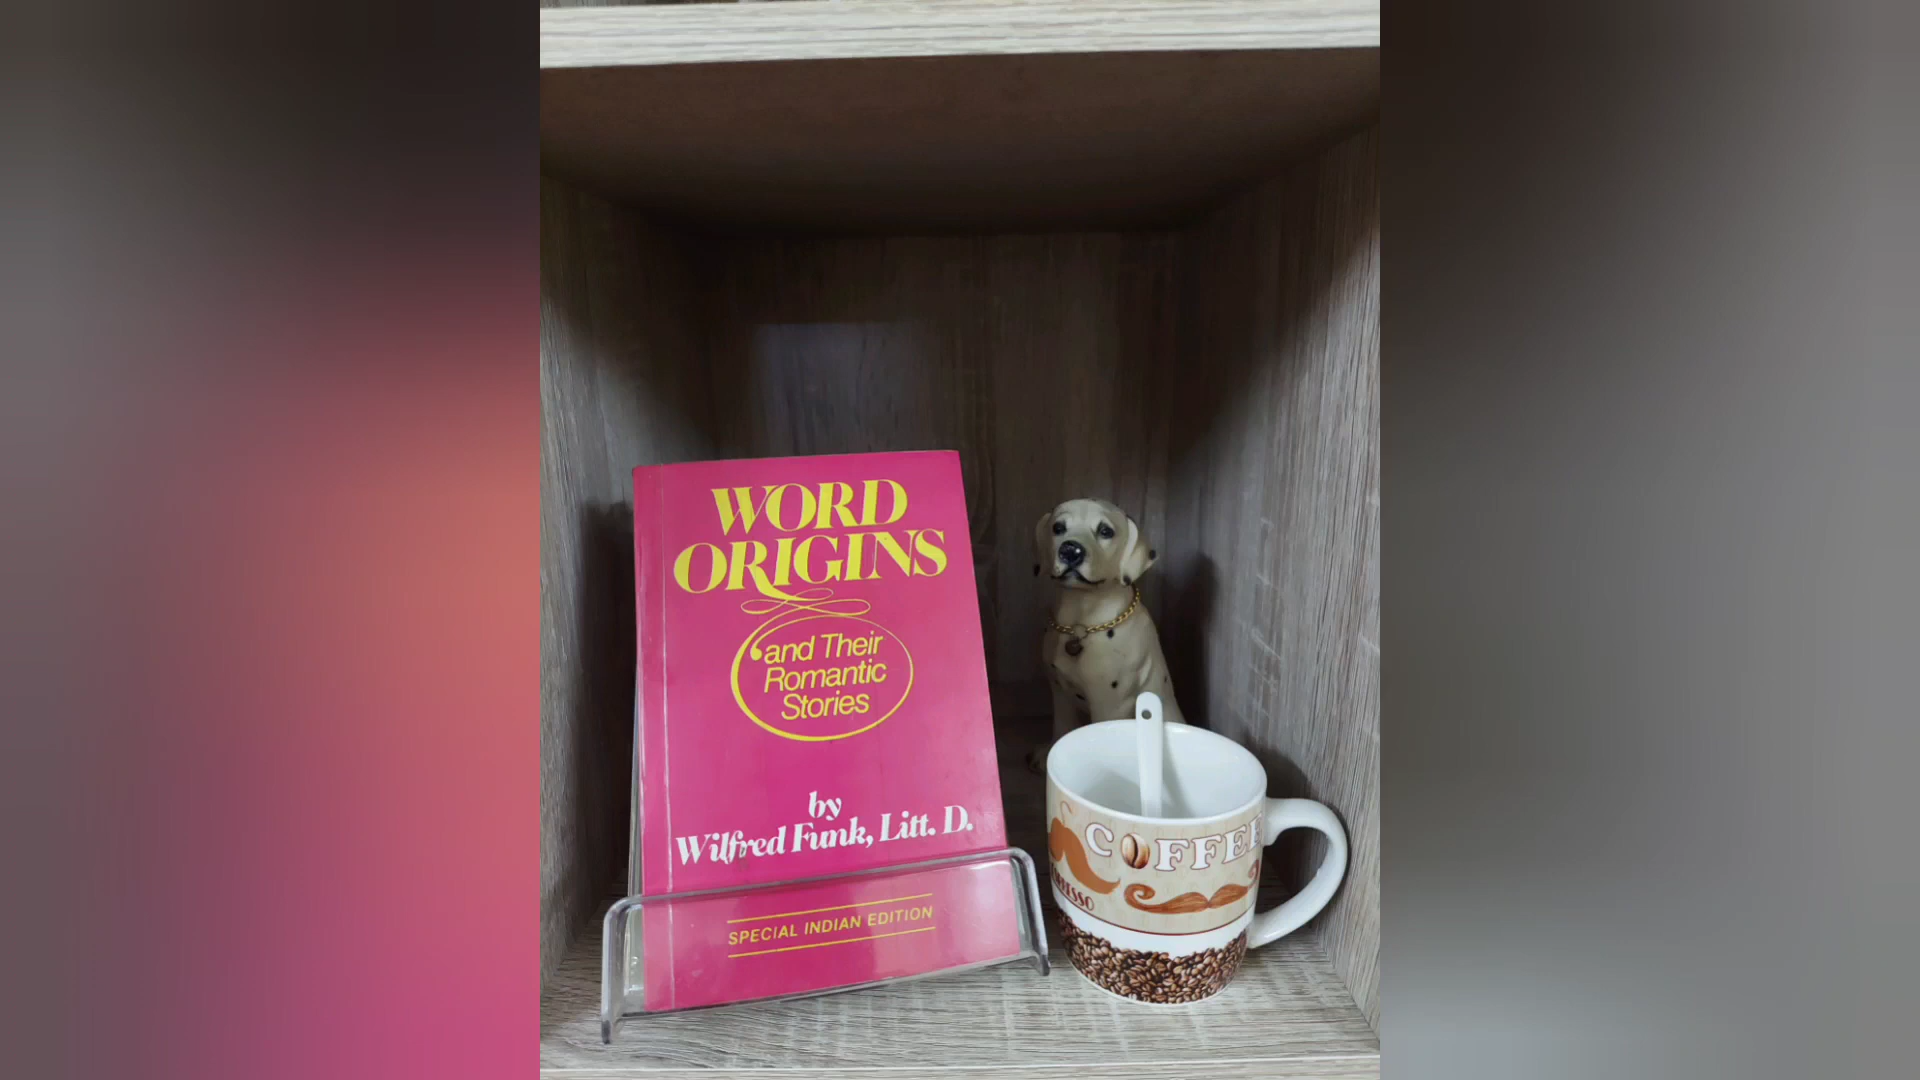 WORD
ORIGINS
and Their
Romantic
Stories
by
Wilfred Funk, Litt. D.
SPECIAL INDIAN EDITION
COFFEE